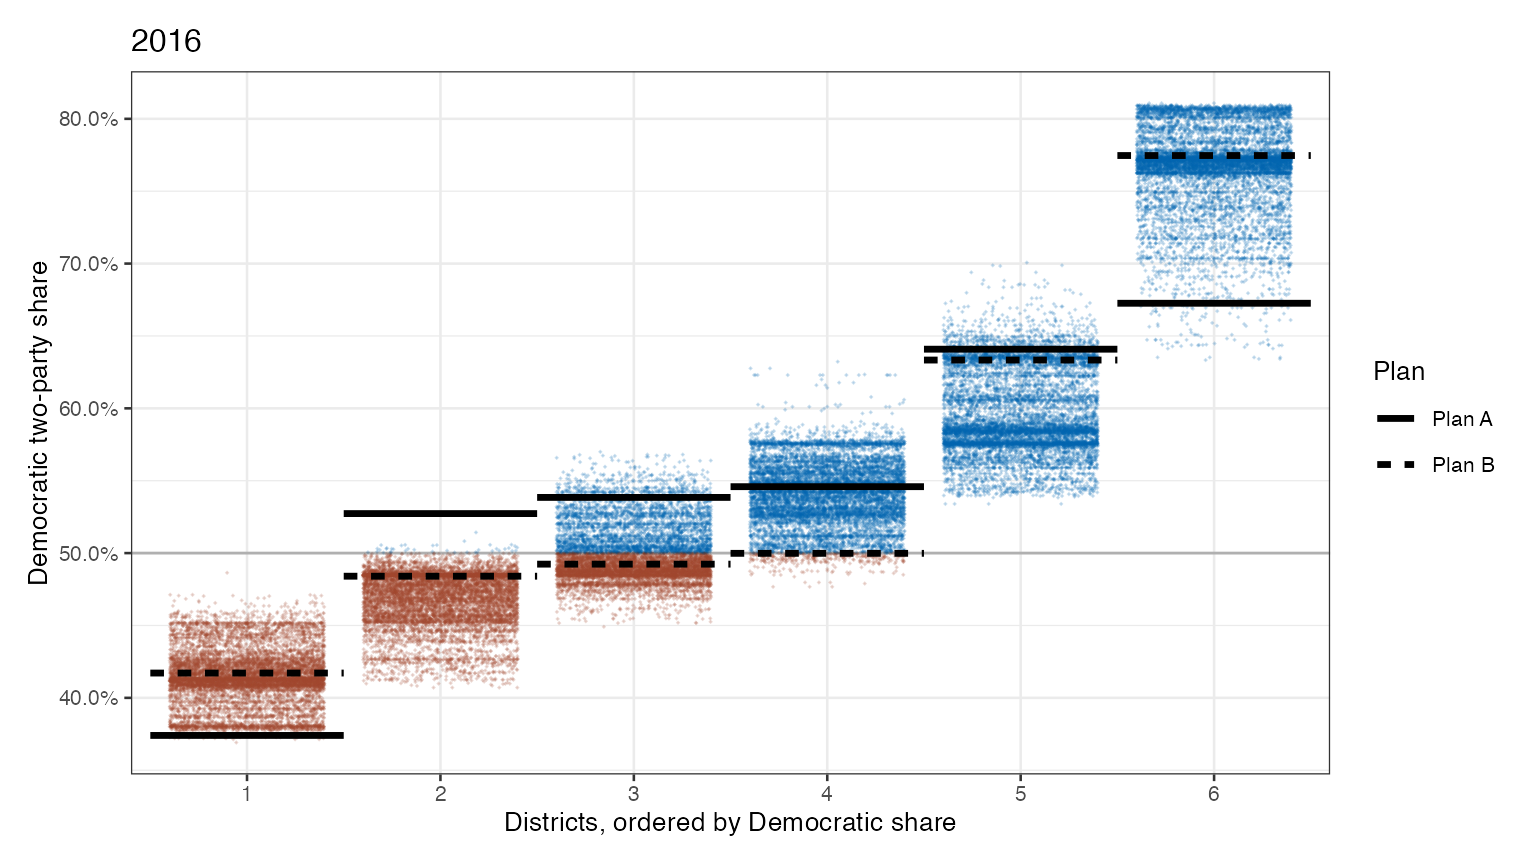 2016
Democratic two-party share
80.0%
70.0%
60.0%
50.0%
40.0%
1 2 3 4 5 6
Districts, ordered by Democratic share
Plan
Plan A
Plan B